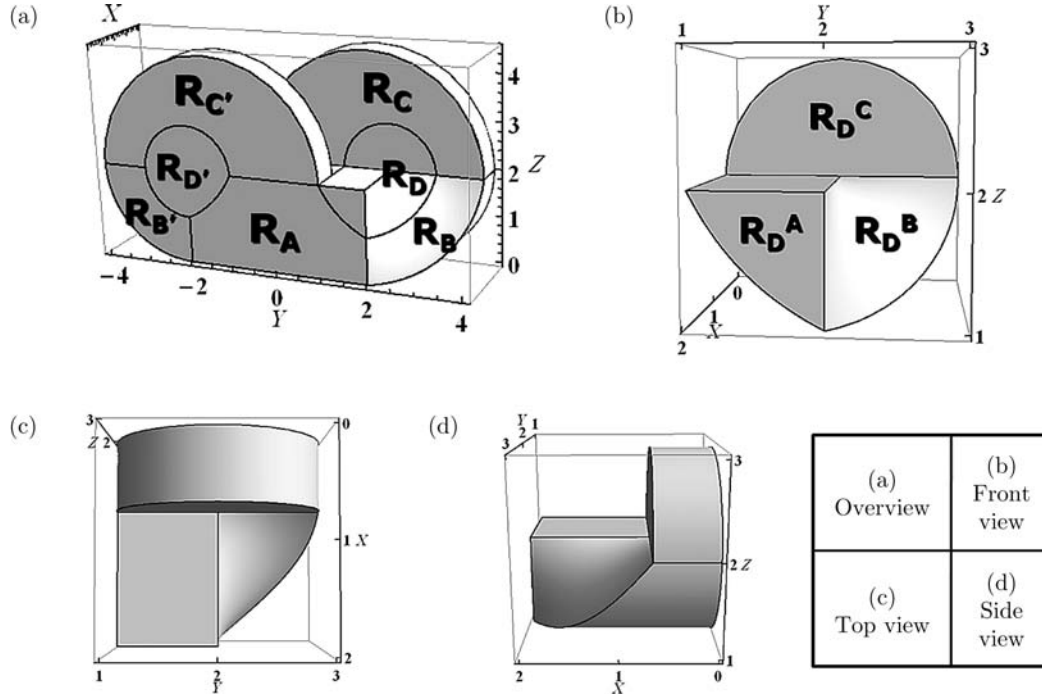 (a)
X
R_C'
R_C
R_D'
R_D
R_B'
R_A
R_B
4
3
2
1
0
Z
−4
−2
0
2
4
Y
(b)
Y
1
2
3
3
R_D^C
R_D^A
R_D^B
2 Z
0
1
X
2
1
(c)
3
Z 2
0
1 X
2
1
2
3
Y
(d)
Y 1
2
3
3
2 Z
1
2
1
0
X
(a)
Overview
(b)
Front
view
(c)
Top view
(d)
Side
view